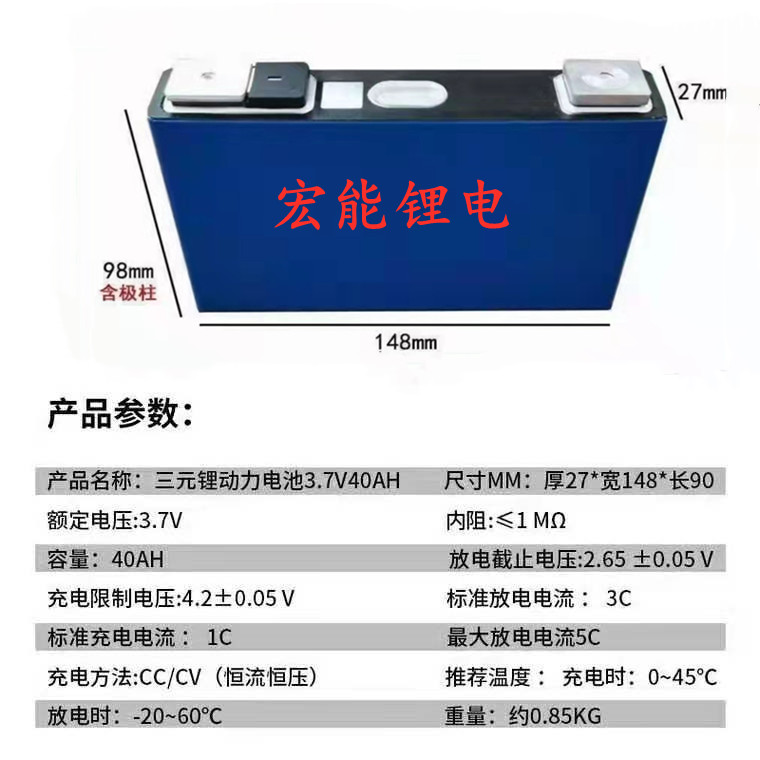 27mm
宏能锂电
98mm
含极柱
148mm
产品参数：
产品名称：三元锂动力电池3.7V40AH 尺寸MM：厚27*宽148*长90
额定电压:3.7V 内阻:≤1 MΩ
容量：40AH 放电截止电压:2.65 ±0.05 V
充电限制电压:4.2±0.05 V 标准放电电流 ： 3C
标准充电电流 ： 1C 最大放电电流5C
充电方法:CC/CV（恒流恒压） 推荐温度 ： 充电时：0~45℃
放电时：-20~60℃ 重量：约0.85KG